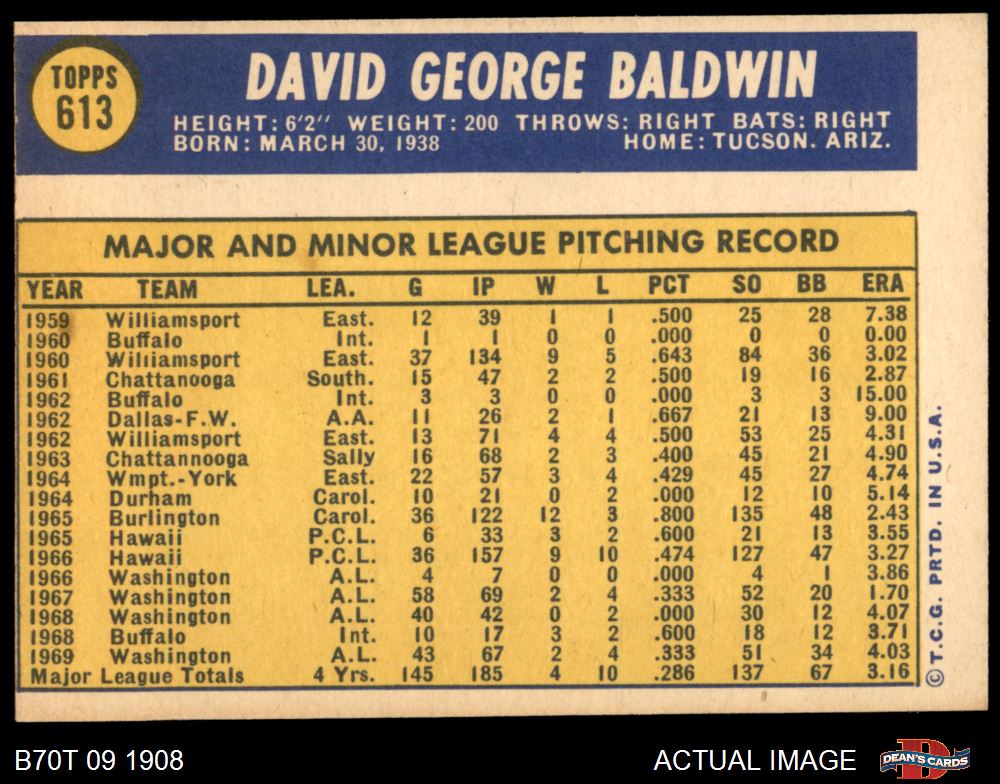 TOPPS
613
DAVID GEORGE BALDWIN
HEIGHT: 6'2" WEIGHT: 200 THROWS: RIGHT BATS: RIGHT
BORN: MARCH 30, 1938 HOME: TUCSON. ARIZ.
MAJOR AND MINOR LEAGUE PITCHING RECORD
YEAR TEAM LEA. G IP W L PCT SO BB ERA
1959 Williamsport East. 12 39 1 1 .500 25 28 7.38
1960 Buffalo Int. 1 1 0 0 .000 0 0 0.00
1960 Williamsport East. 37 134 9 5 .643 84 36 3.02
1961 Chattanooga South. 15 47 2 2 .500 19 16 2.87
1962 Buffalo Int. 3 3 0 0 .000 3 3 15.00
1962 Dallas-F.W. A.A. 11 26 2 1 .667 21 13 9.00
1962 Williamsport East. 13 71 4 4 .500 53 25 4.31
1963 Chattannooga Sally 16 68 2 3 .400 45 21 4.90
1964 Wmpt.-York East. 22 57 3 4 .429 45 27 4.74
1964 Durham Carol. 10 21 0 2 .000 12 10 5.14
1965 Burlington Carol. 36 122 12 3 .800 135 48 2.43
1965 Hawaii P.C.L. 6 33 3 2 .600 21 13 3.55
1966 Hawaii P.C.L. 36 157 9 10 .474 127 47 3.27
1966 Washington A.L. 4 7 0 0 .000 4 1 3.86
1967 Washington A.L. 58 69 2 4 .333 52 20 1.70
1968 Washington A.L. 40 42 0 2 .000 30 12 4.07
1968 Buffalo Int. 10 17 3 2 .600 18 12 3.71
1969 Washington A.L. 43 67 2 4 .333 51 34 4.03
Major League Totals 4 Yrs. 145 185 4 10 .286 137 67 3.16
© T.C.G. PRTD. IN U.S.A.
B70T 09 1908 ACTUAL IMAGE
D
DEAN'S CARDS